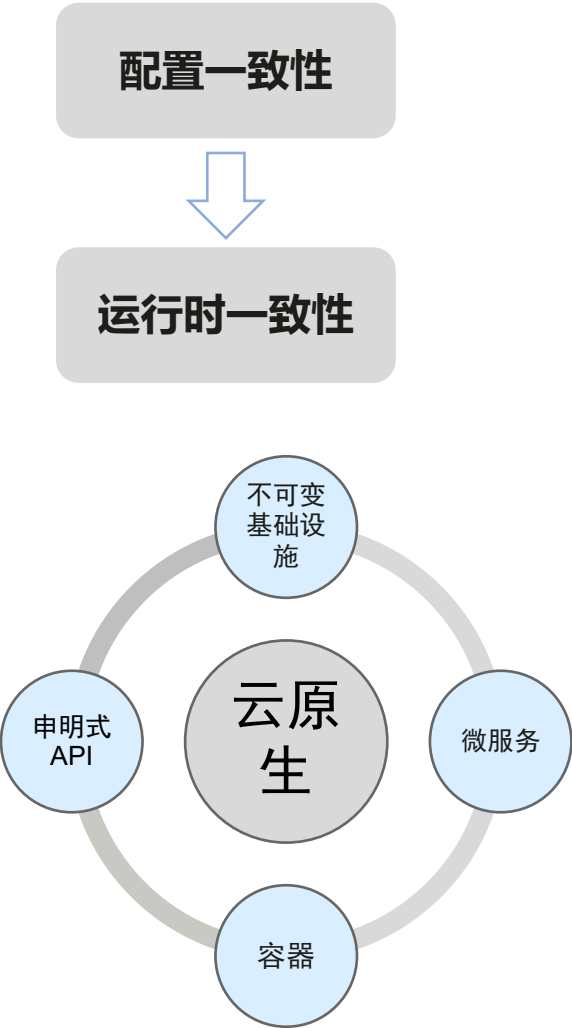 配置一致性
运行时一致性
不可变
基础设
施
云原
生
申明式
API
微服务
容器